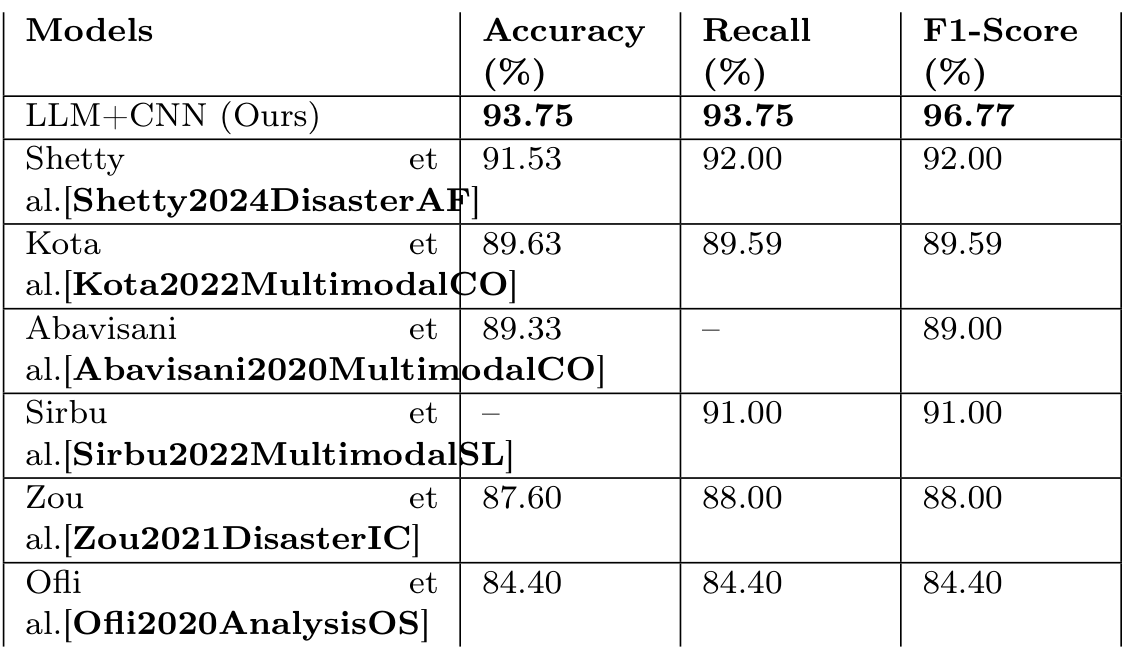 Models Accuracy (%) Recall (%) F1-Score (%)
LLM+CNN (Ours) 93.75 93.75 96.77
Shetty et 91.53 92.00 92.00
al.[Shetty2024DisasterAF]
Kota et 89.63 89.59 89.59
al.[Kota2022MultimodalCO]
Abavisani et 89.33 – 89.00
al.[Abavisani2020MultimodalCO]
Sirbu et – 91.00 91.00
al.[Sirbu2022MultimodalSL]
Zou et 87.60 88.00 88.00
al.[Zou2021DisasterIC]
Ofli et 84.40 84.40 84.40
al.[Ofli2020AnalysisOS]